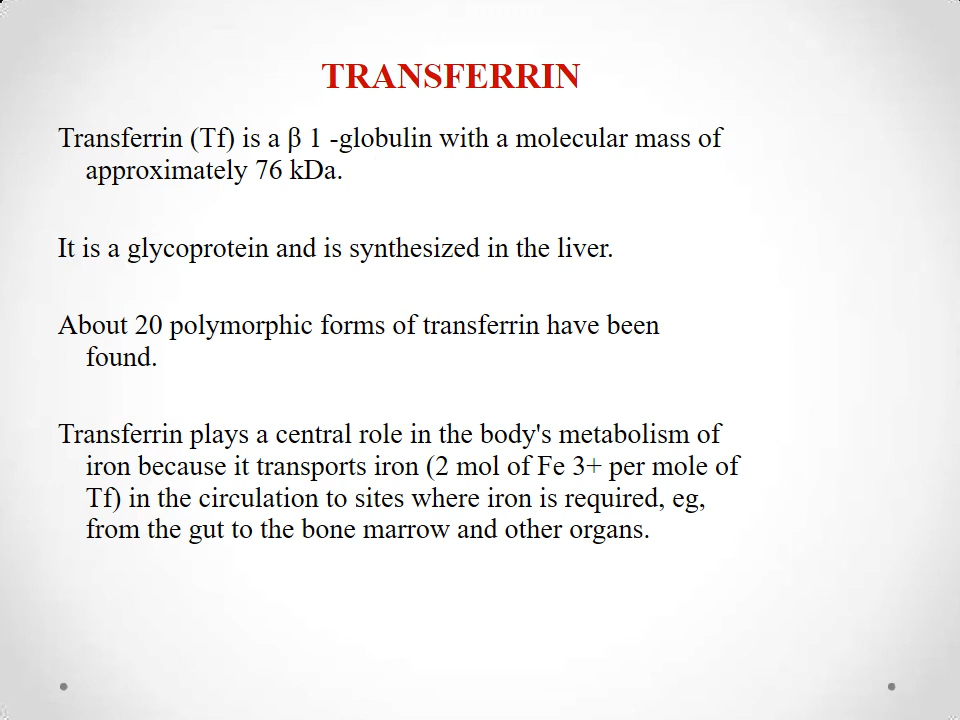 TRANSFERRIN
Transferrin (Tf) is a β 1 -globulin with a molecular mass of
approximately 76 kDa.
It is a glycoprotein and is synthesized in the liver.
About 20 polymorphic forms of transferrin have been
found.
Transferrin plays a central role in the body's metabolism of
iron because it transports iron (2 mol of Fe 3+ per mole of
Tf) in the circulation to sites where iron is required, eg,
from the gut to the bone marrow and other organs.